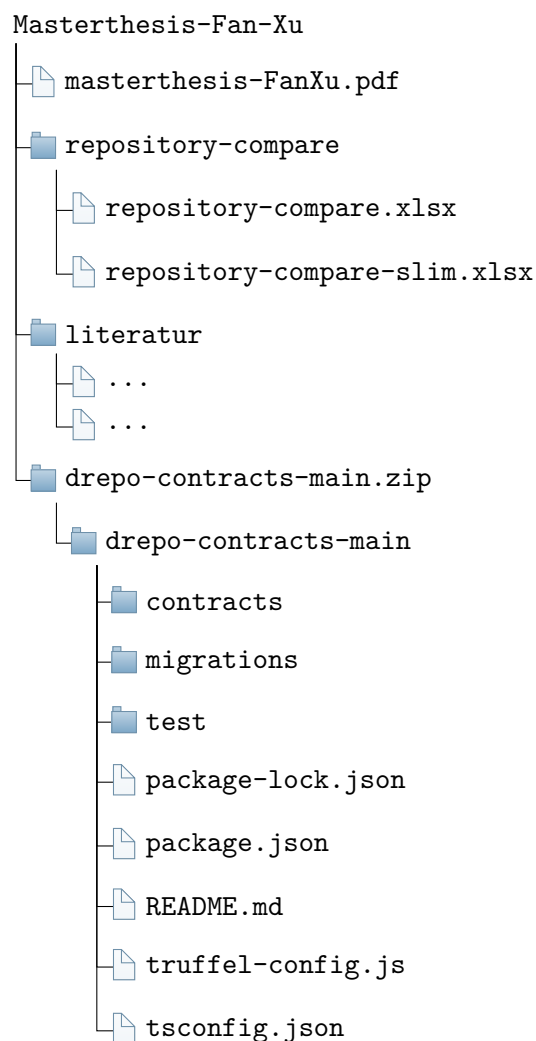 Masterthesis-Fan-Xu
masterthesis-FanXu.pdf
repository-compare
repository-compare.xlsx
repository-compare-slim.xlsx
literatur
...
...
drepo-contracts-main.zip
drepo-contracts-main
contracts
migrations
test
package-lock.json
package.json
README.md
truffel-config.js
tsconfig.json